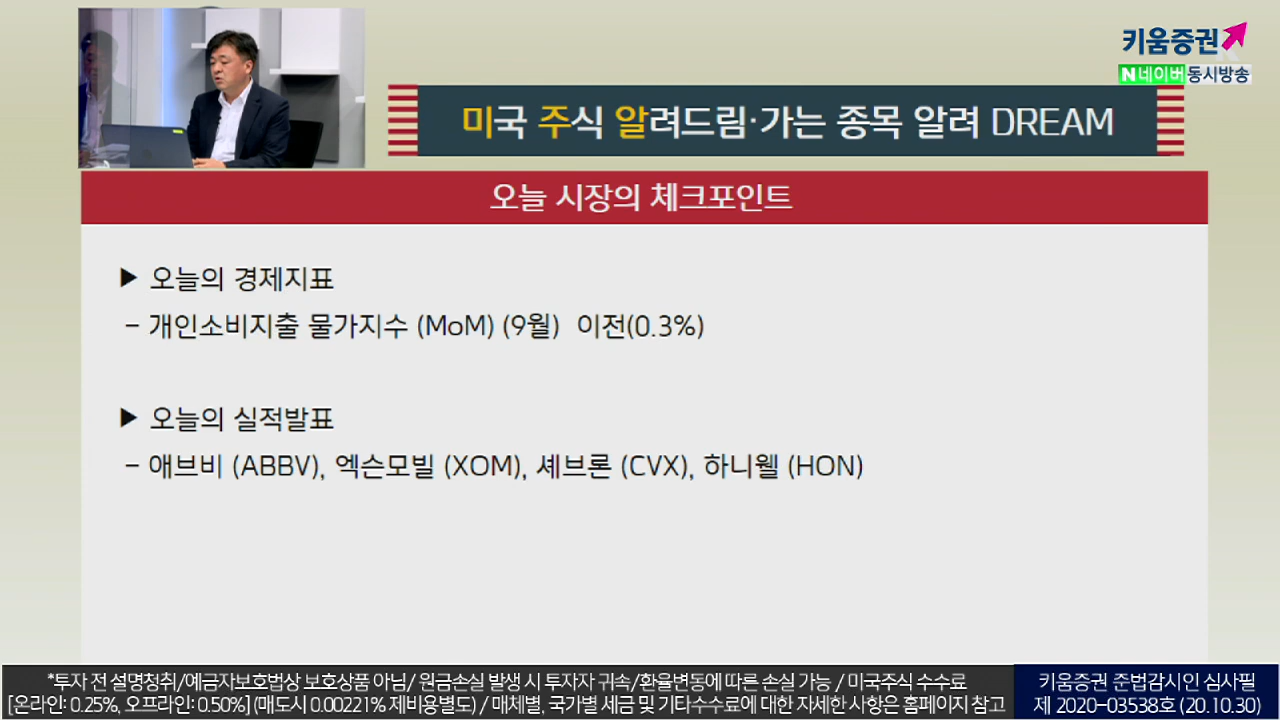 키움증권
N 네이버 동시방송
미국 주식 알려드림·가는 종목 알려 DREAM
오늘 시장의 체크포인트
▶ 오늘의 경제지표
- 개인소비지출 물가지수 (MoM) (9월) 이전(0.3%)
▶ 오늘의 실적발표
- 애브비 (ABBV), 엑슨모빌 (XOM), 셰브론 (CVX), 하니웰 (HON)
*투자 전 설명청취/예금자보호법상 보호상품 아님/ 원금손실 발생 시 투자자 귀속/환율변동에 따른 손실 가능 / 미국주식 수수료
[온라인: 0.25%, 오프라인: 0.50%] (매도시 0.00221% 제비용별도) / 매체별, 국가별 세금 및 기타수수료에 대한 자세한 사항은 홈페이지 참고
키움증권 준법감시인 심사필
제 2020-03538호 (20.10.30)